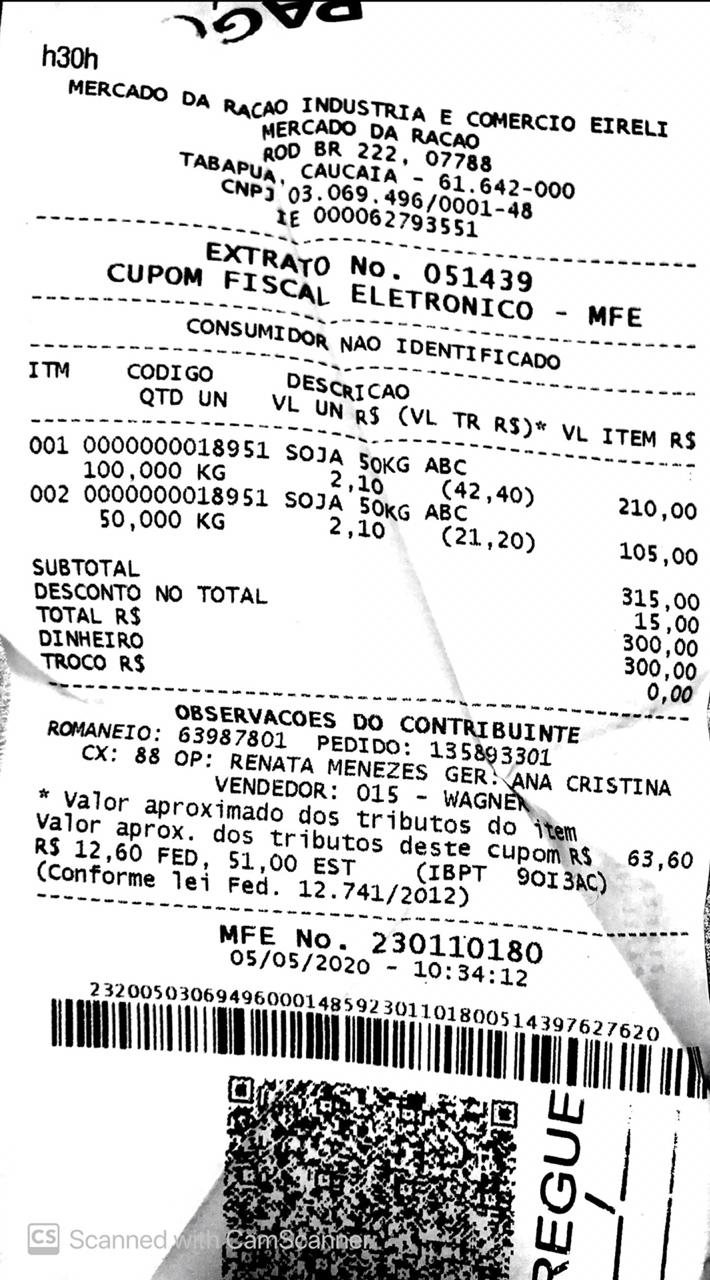 PAGU
h30h
MERCADO DA RACAO INDUSTRIA E COMERCIO EIRELI
MERCADO DA RACAO
ROD BR 222, 07788
TABAPUA, CAUCAIA - 61.642-000
CNPJ 03.069.496/0001-48
IE 000062793551
EXTRATO No. 051439
CUPOM FISCAL ELETRONICO - MFE
CONSUMIDOR NAO IDENTIFICADO
ITM CODIGO DESCRICAO
QTD UN VL UN R$ (VL TR R$)* VL ITEM R$
001 0000000018951 SOJA 50KG ABC
100,000 KG 2,10 (42,40) 210,00
002 0000000018951 SOJA 50KG ABC
50,000 KG 2,10 (21,20) 105,00
SUBTOTAL 315,00
DESCONTO NO TOTAL 15,00
TOTAL R$ 300,00
DINHEIRO 300,00
TROCO R$ 0,00
OBSERVACOES DO CONTRIBUINTE
ROMANEIO: 63987801 PEDIDO: 135893301
CX: 88 OP: RENATA MENEZES GER: ANA CRISTINA
VENDEDOR: 015 - WAGNER
* Valor aproximado dos tributos do item
Valor aprox. dos tributos deste cupom R$ 63,60
R$ 12,60 FED, 51,00 EST (IBPT 9OI3AC)
(Conforme lei Fed. 12.741/2012)
MFE No. 230110180
05/05/2020 - 10:34:12
23200503069496000148592301101800514397627620
REGUE
CS Scanned with CamScanner